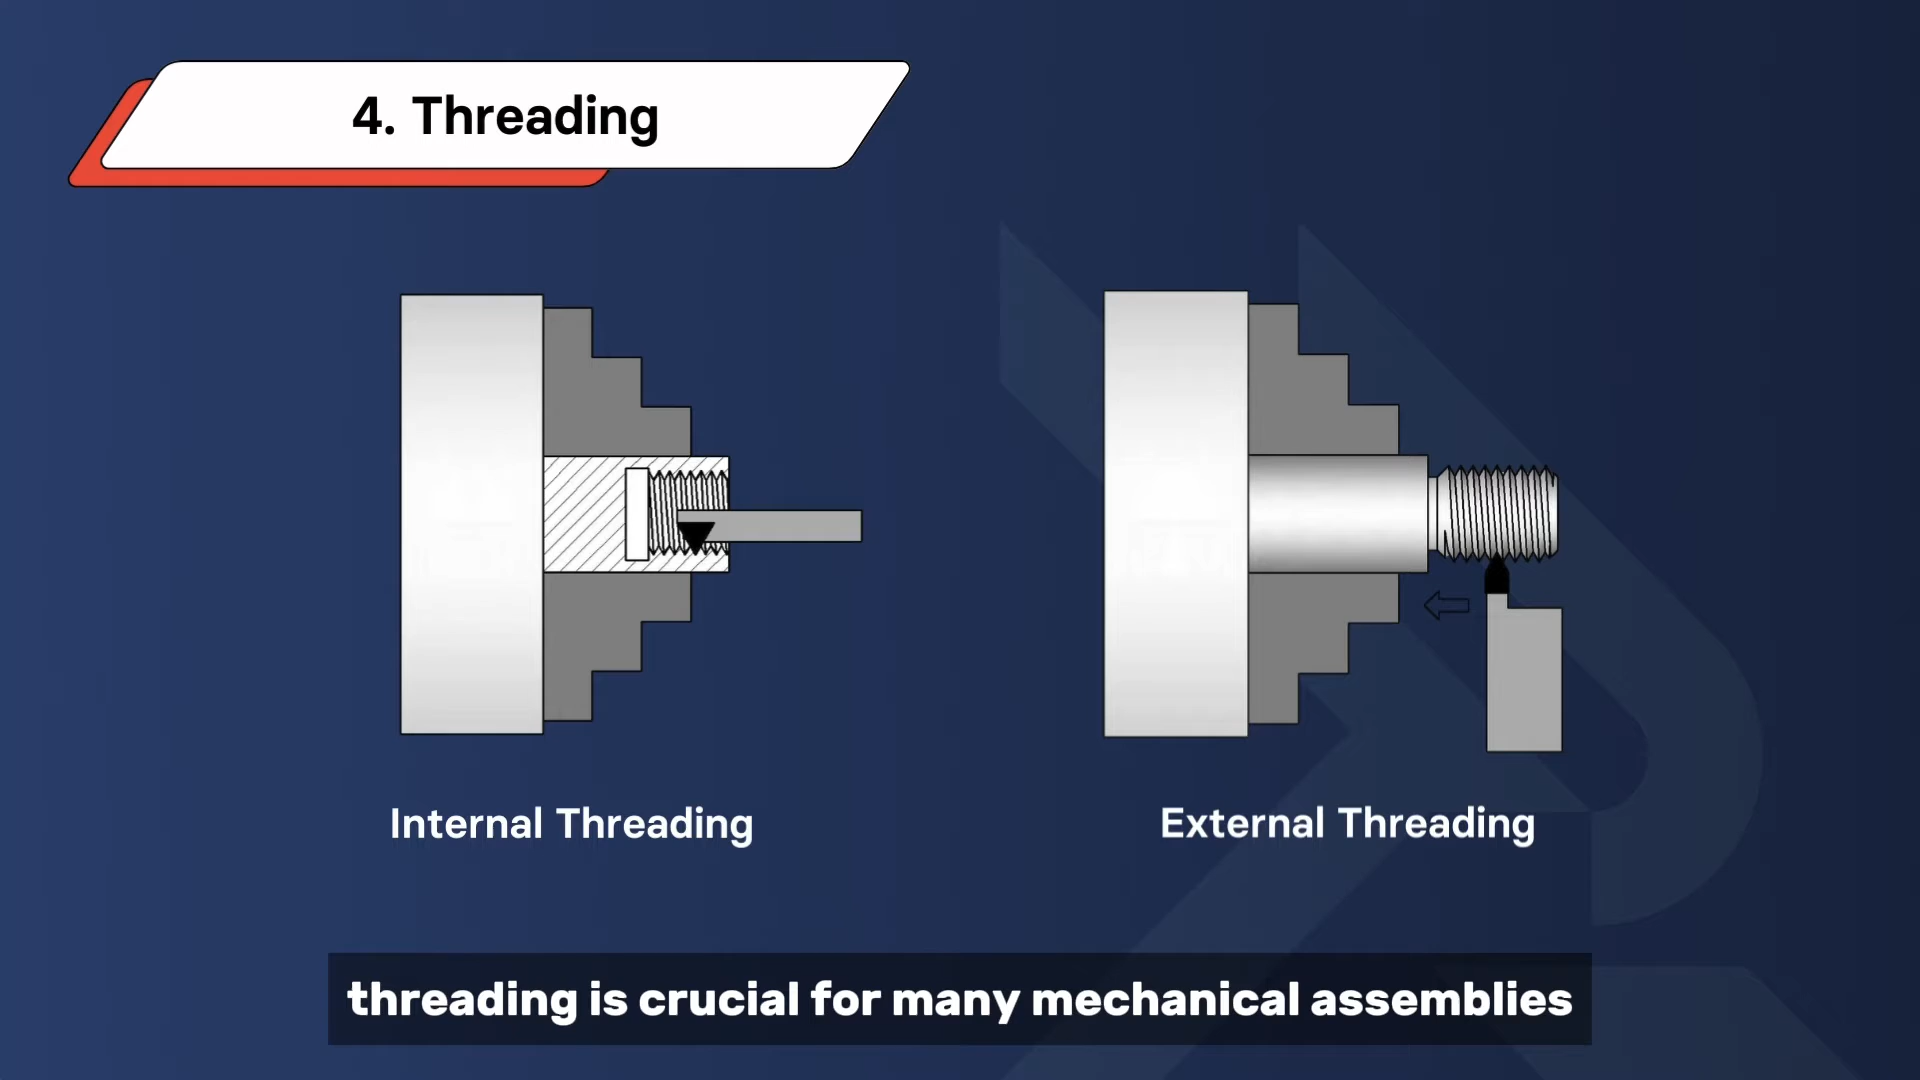 4. Threading
Internal Threading
External Threading
threading is crucial for many mechanical assemblies